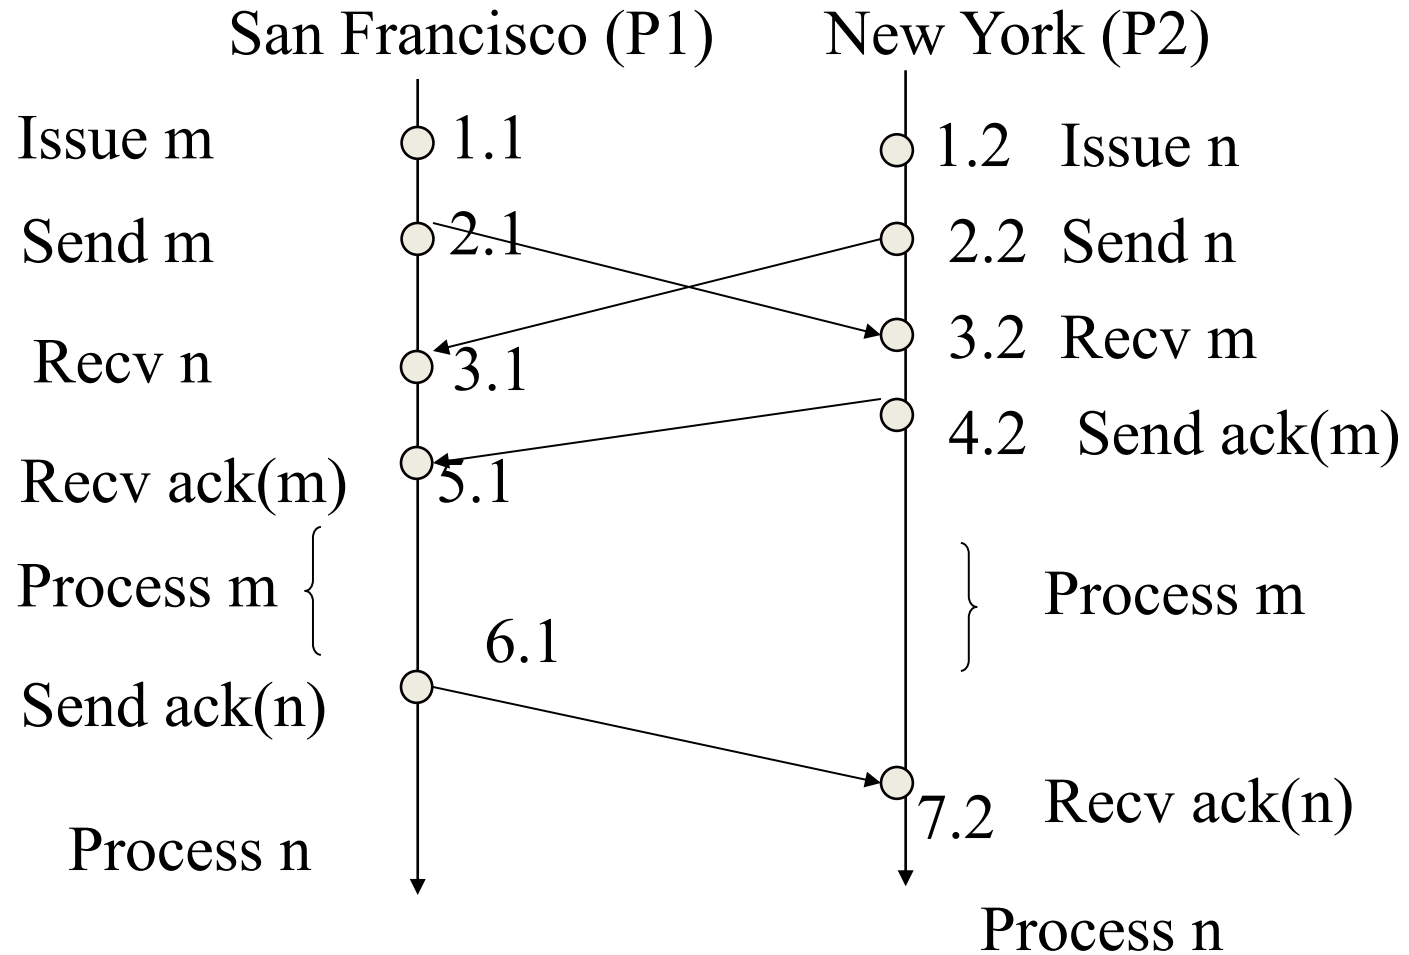 San Francisco (P1) New York (P2)
Issue m 1.1 1.2 Issue n
Send m 2.1 2.2 Send n
Recv n 3.1 3.2 Recv m
4.2 Send ack(m)
Recv ack(m) 5.1
Process m Process m
6.1
Send ack(n)
7.2 Recv ack(n)
Process n
Process n